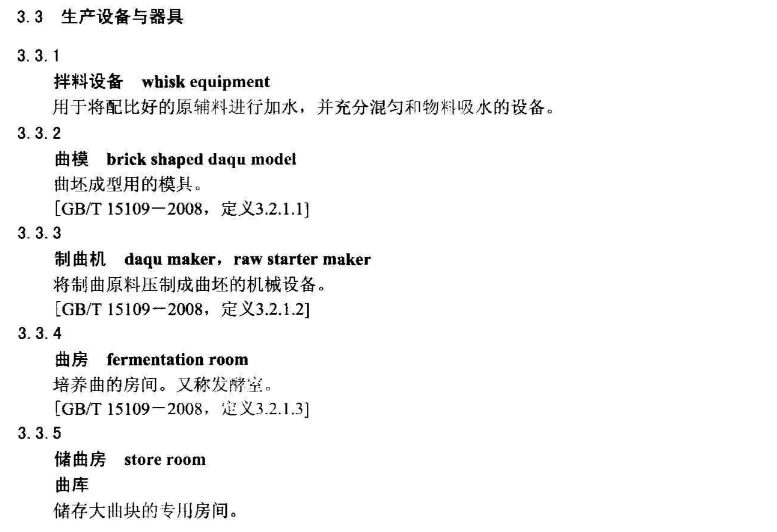 3.3 生产设备与器具
3.3.1
拌料设备 whisk equipment
用于将配比好的原辅料进行加水，并充分混匀和物料吸水的设备。
3.3.2
曲模 brick shaped daqu model
曲坯成型用的模具。
[GB/T 15109－2008，定义3.2.1.1]
3.3.3
制曲机 daqu maker，raw starter maker
将制曲原料压制成曲坯的机械设备。
[GB/T 15109－2008，定义3.2.1.2]
3.3.4
曲房 fermentation room
培养曲的房间。又称发酵室。
[GB/T 15109－2008，定义3.2.1.3]
3.3.5
储曲房 store room
曲库
储存大曲块的专用房间。